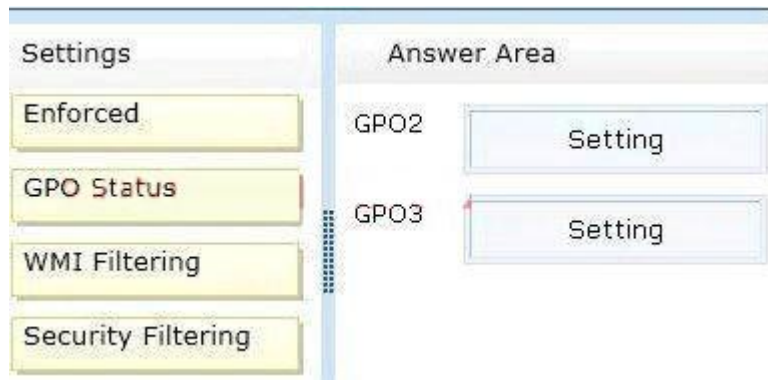 Settings
Enforced
GPO Status
WMI Filtering
Security Filtering
Answer Area
GPO2
Setting
GPO3
Setting